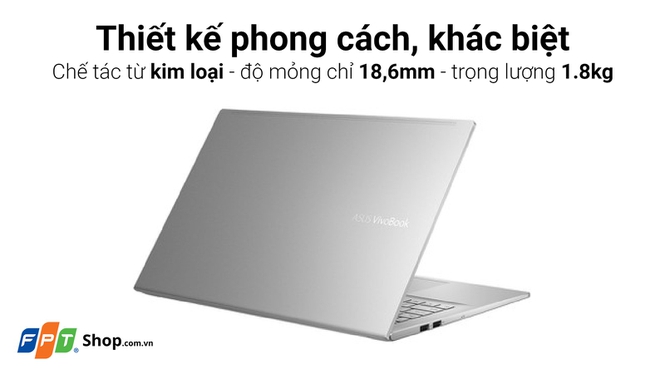 Thiết kế phong cách, khác biệt
Chế tác từ kim loại - độ mỏng chỉ 18,6mm - trọng lượng 1.8kg
ASUS VivoBook
FPT Shop.com.vn